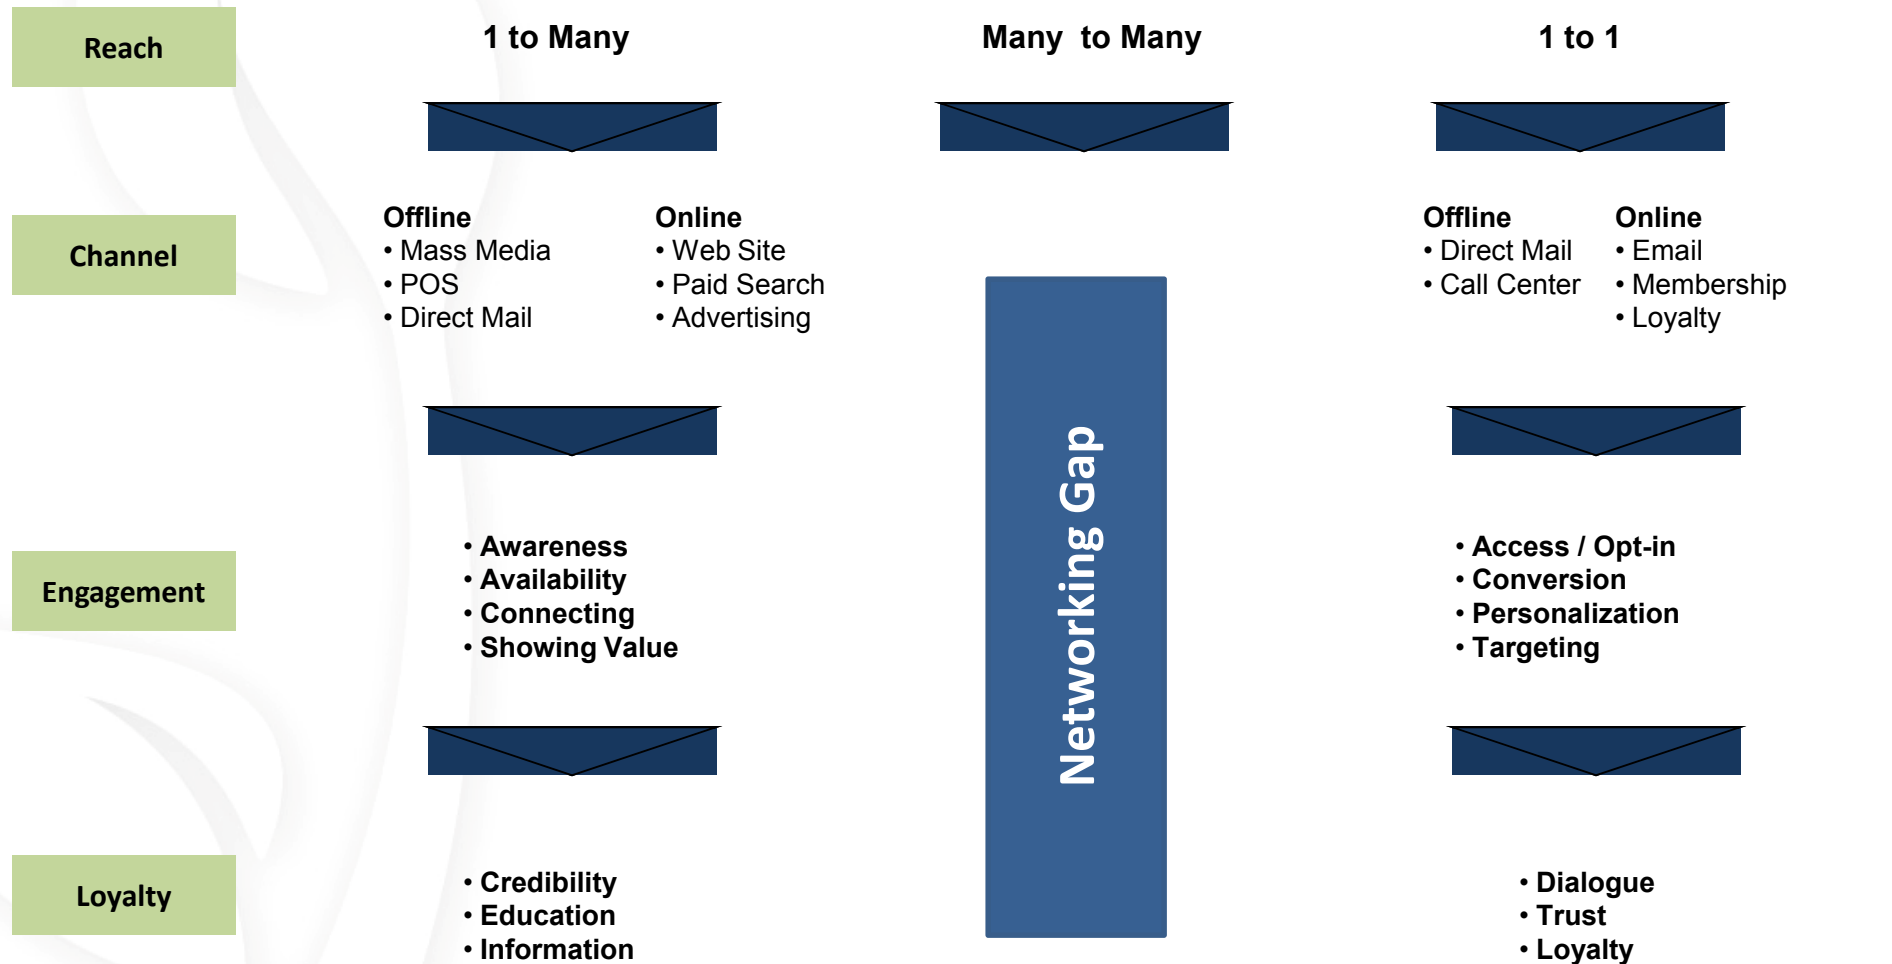 Reach
1 to Many
Many to Many
1 to 1
Channel
Offline
• Mass Media
• POS
• Direct Mail
Online
• Web Site
• Paid Search
• Advertising
Offline
• Direct Mail
• Call Center
Online
• Email
• Membership
• Loyalty
Networking Gap
Engagement
• Awareness
• Availability
• Connecting
• Showing Value
• Access / Opt-in
• Conversion
• Personalization
• Targeting
Loyalty
• Credibility
• Education
• Information
• Dialogue
• Trust
• Loyalty